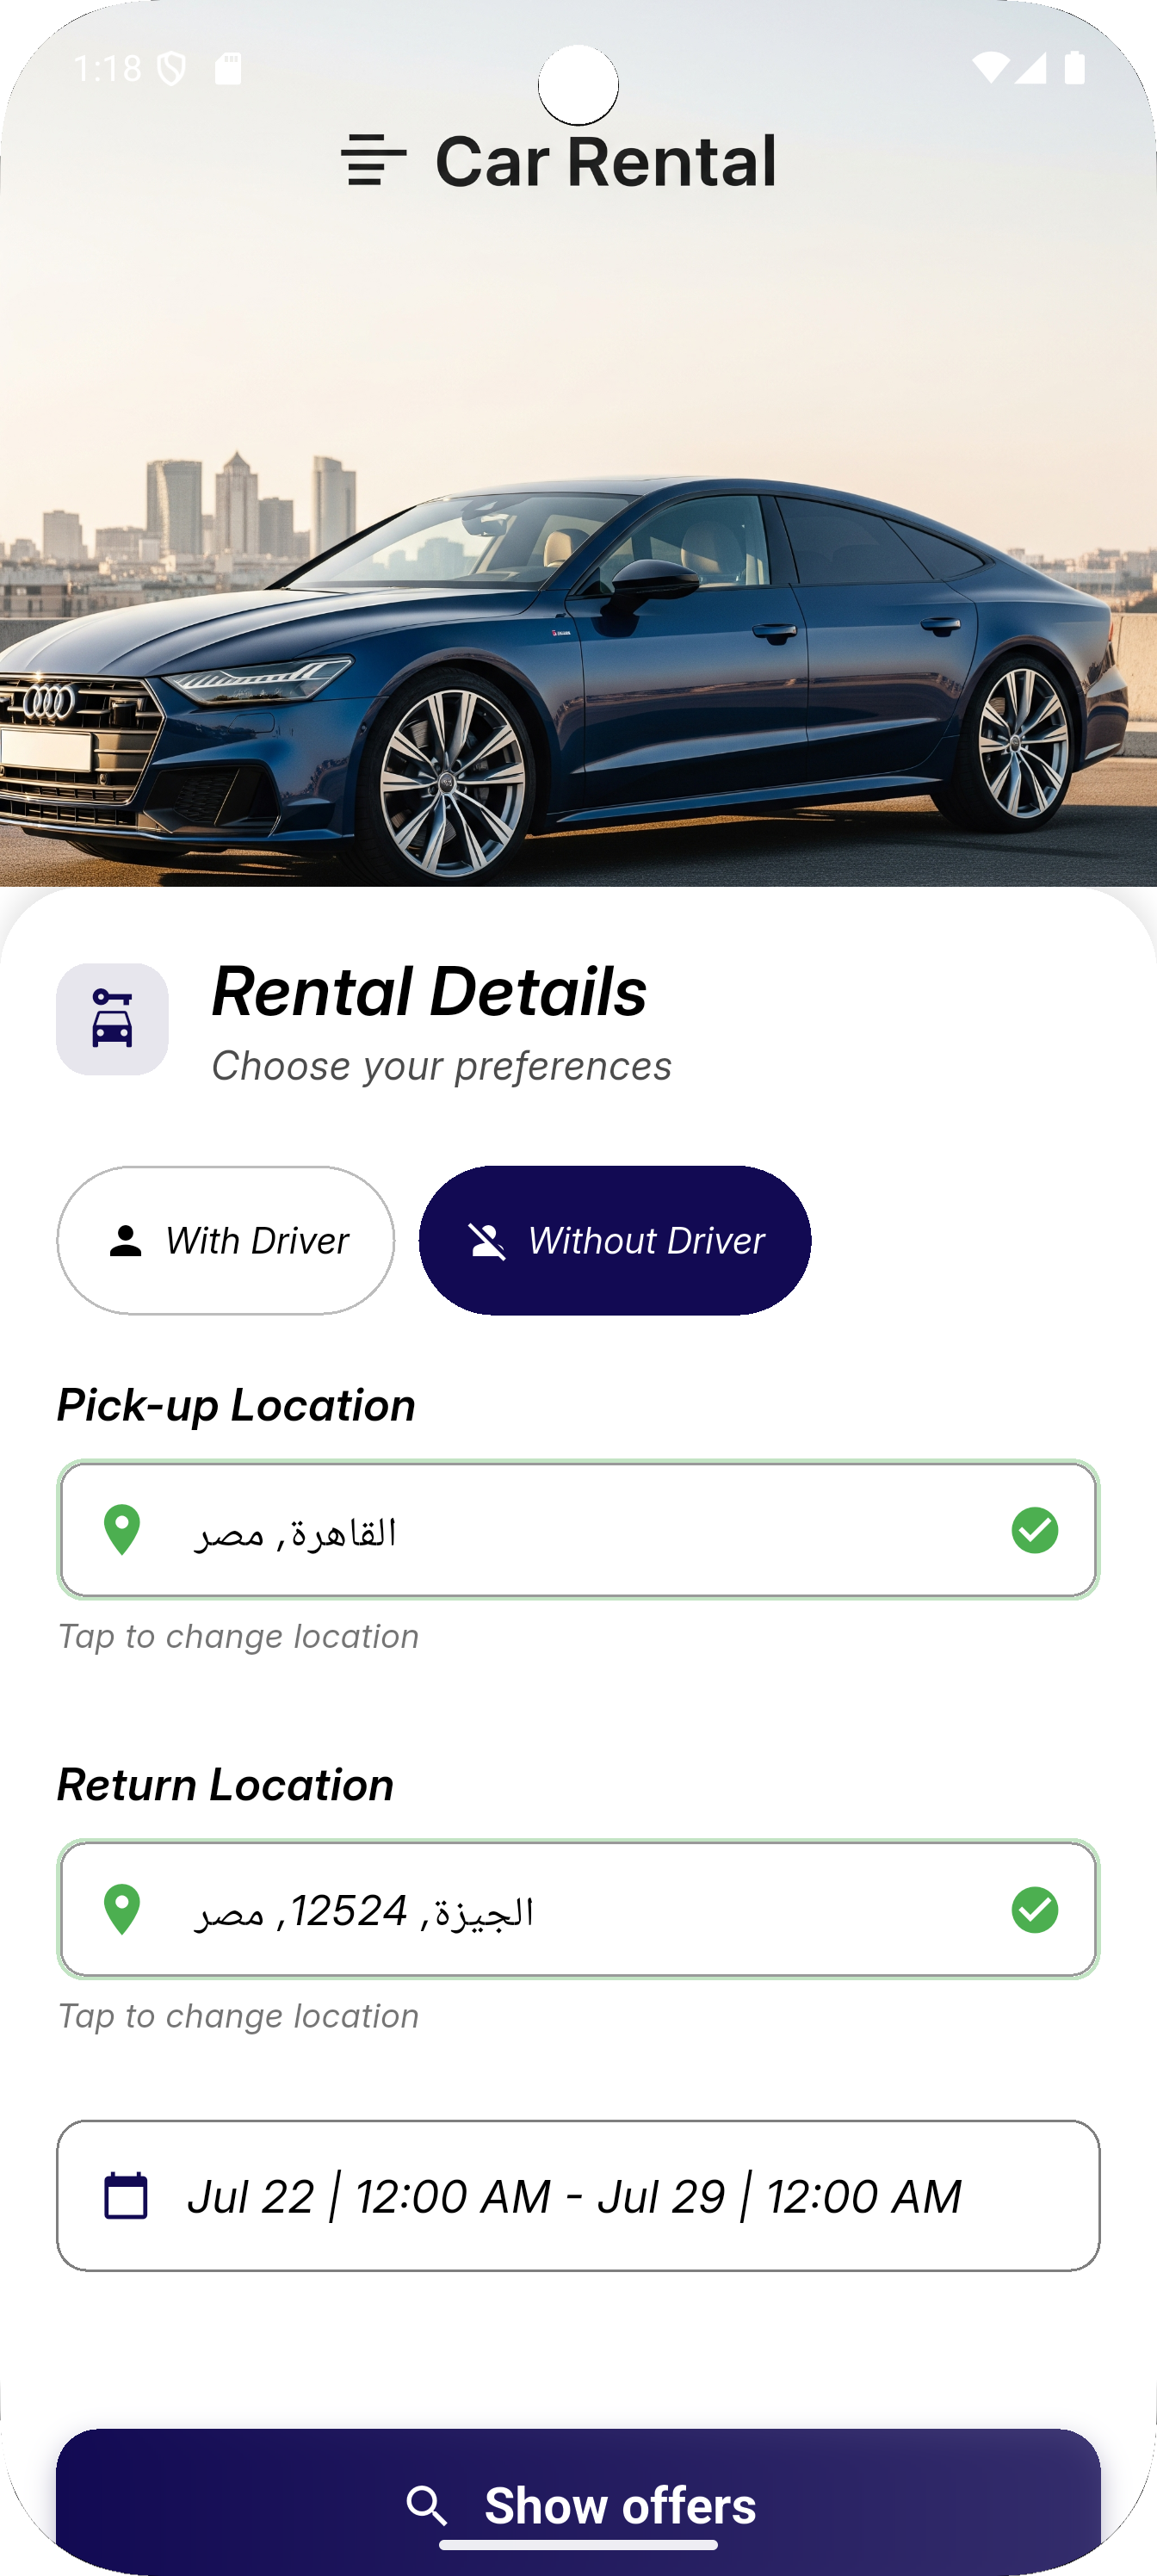 1:18
Car Rental
Rental Details
Choose your preferences
With Driver
Without Driver
Pick-up Location
القاهرة, مصر
Tap to change location
Return Location
الجيزة, 12524, مصر
Tap to change location
Jul 22 | 12:00 AM - Jul 29 | 12:00 AM
Show offers